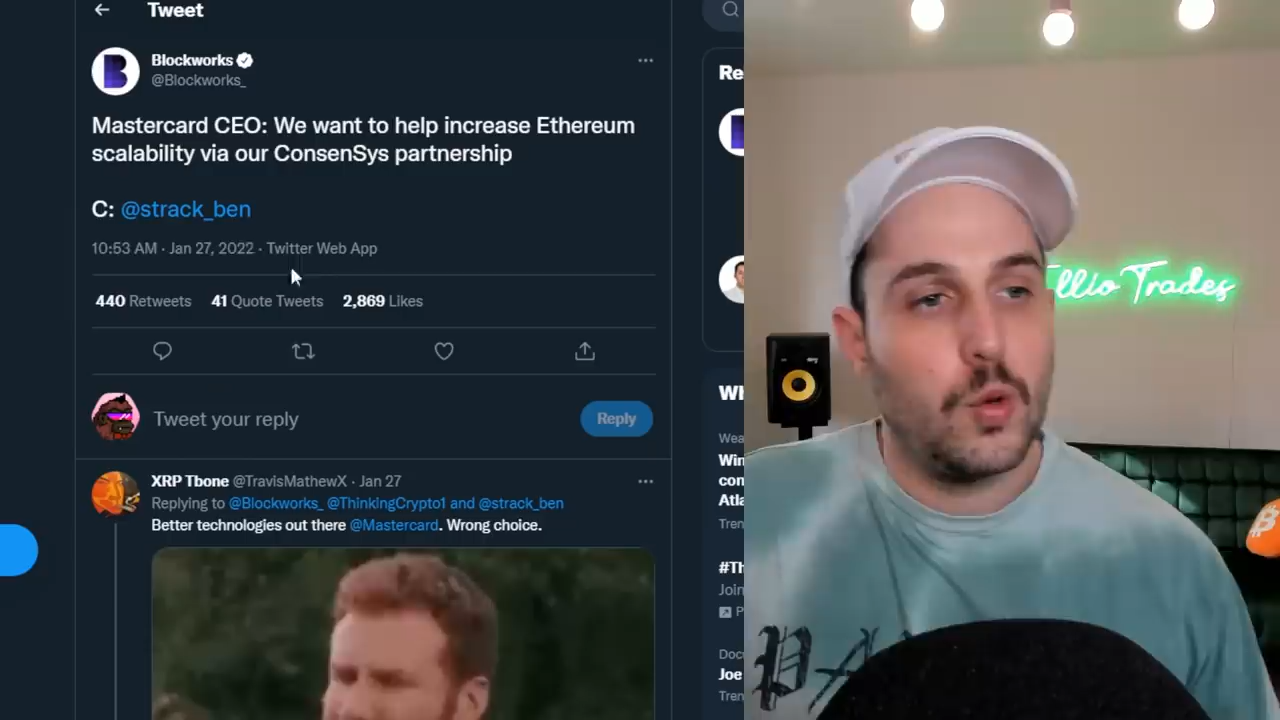 Tweet
Blockworks
@Blockworks_
Mastercard CEO: We want to help increase Ethereum
scalability via our ConsenSys partnership
C: @strack_ben
10:53 AM · Jan 27, 2022 · Twitter Web App
440 Retweets 41 Quote Tweets 2,869 Likes
Tweet your reply
Reply
XRP Tbone @TravisMathewX · Jan 27
Replying to @Blockworks_ @ThinkingCrypto1 and @strack_ben
Better technologies out there @Mastercard. Wrong choice.
Re
Wh
Wea
Win
con
Atla
Tren
#Th
Join
P
Doc
Joe
Tren
llio Trades